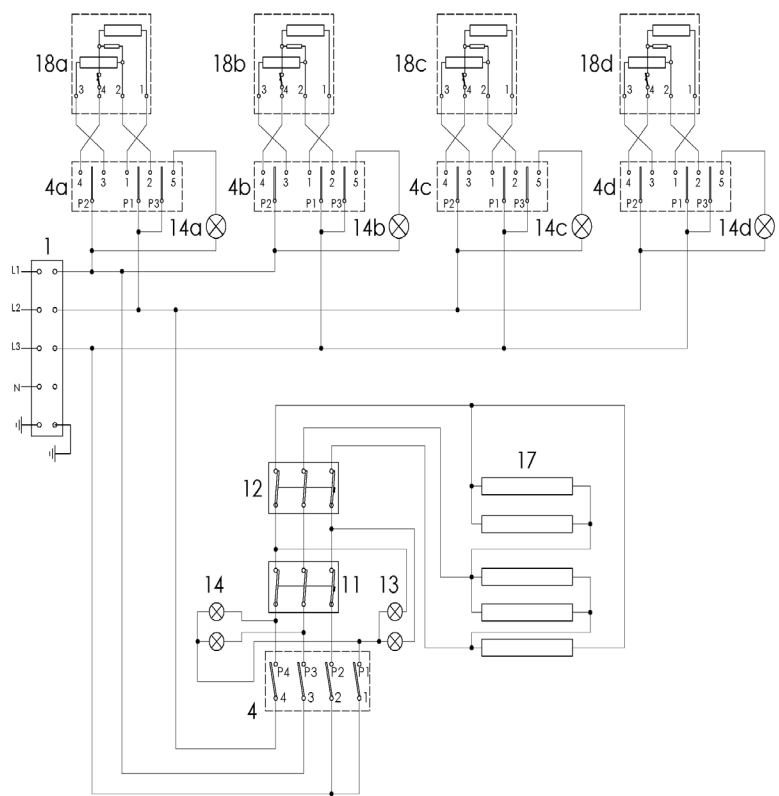 18a 18b 18c 18d
3 4 2 1 3 4 2 1 3 4 2 1 3 4 2 1
4a 4 3 1 2 5 4b 4 3 1 2 5 4c 4 3 1 2 5 4d 4 3 1 2 5
P2 P1 P3 P2 P1 P3 P2 P1 P3 P2 P1 P3
14a 14b 14c 14d
1
L1
L2
L3
N
17
12
14 11 13
P4 P3 P2 P1
4 4 3 2 1